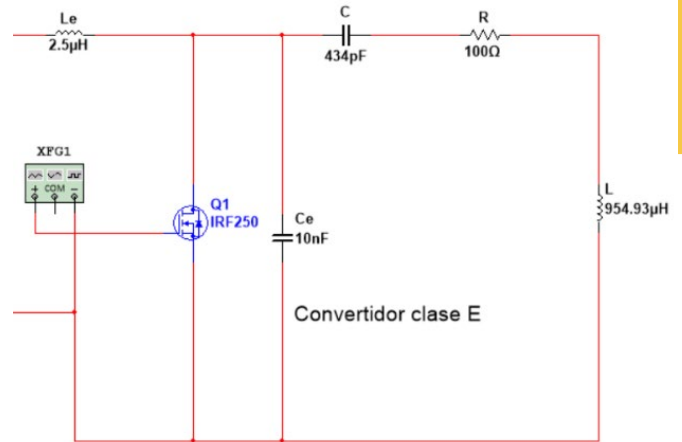 Le
2.5µH
C
434pF
R
100Ω
XFG1
+ COM −
Q1
IRF250
Ce
10nF
L
954.93µH
Convertidor clase E